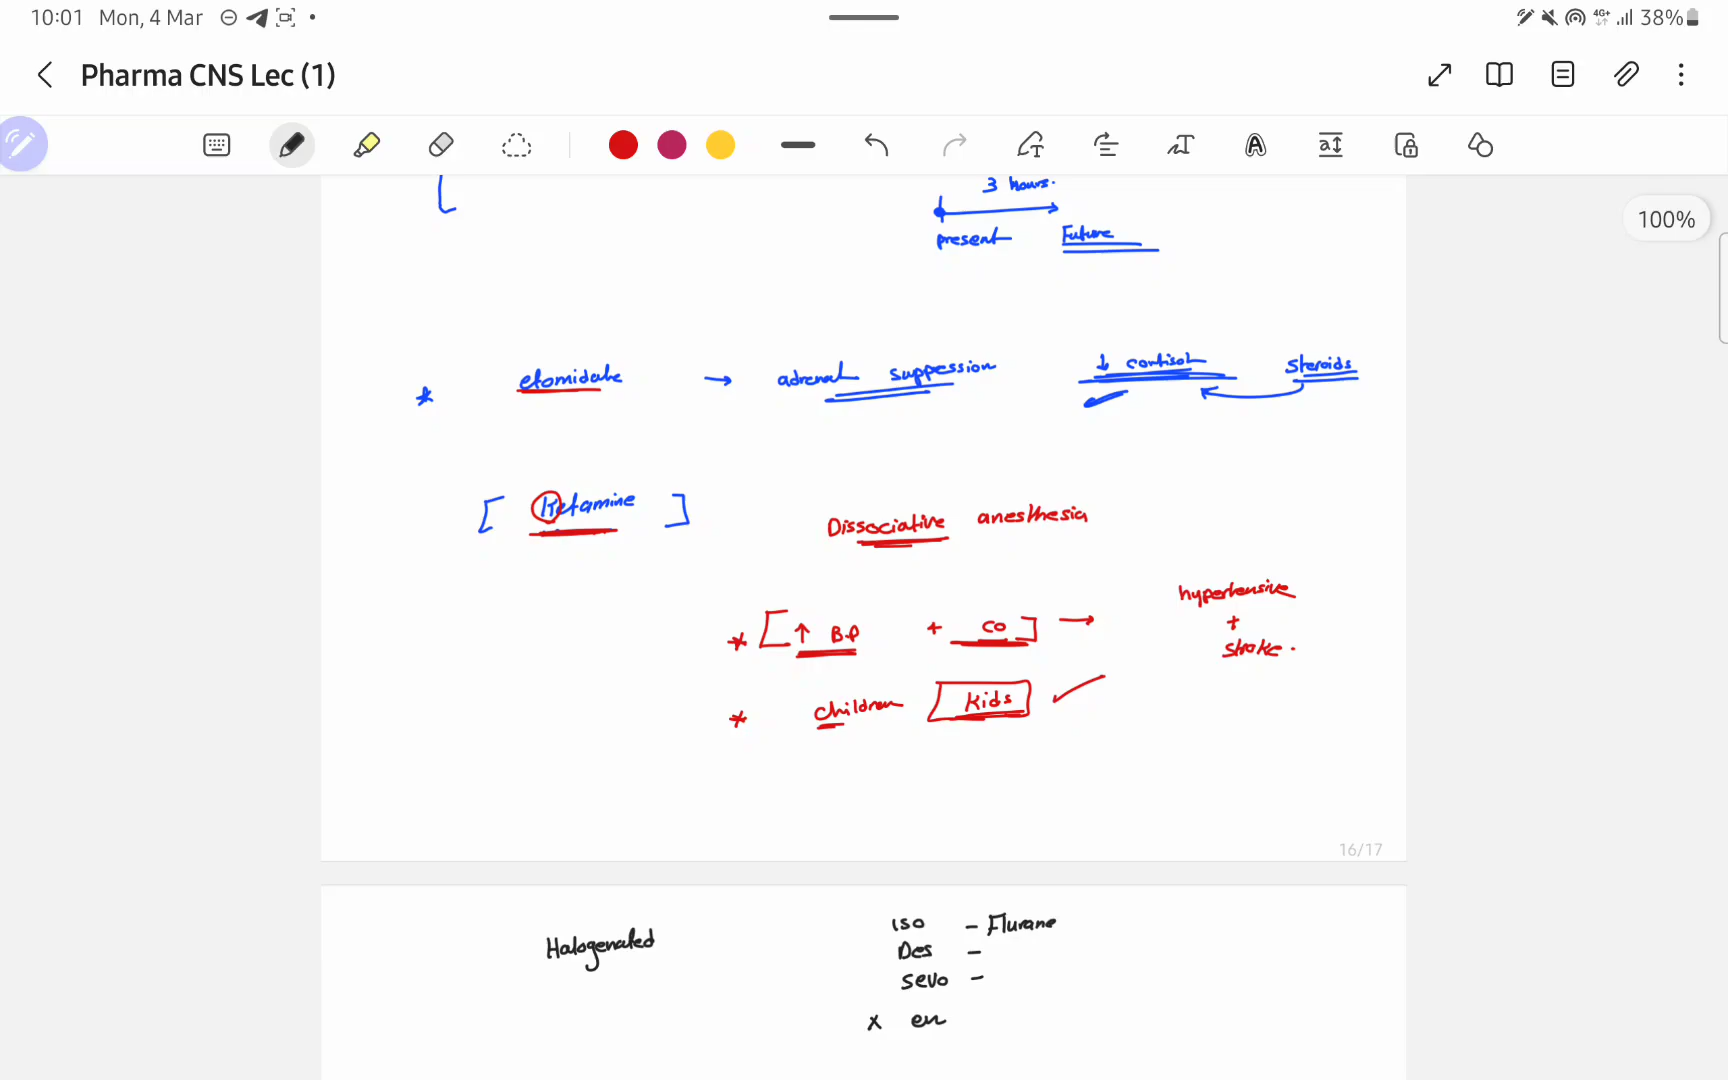 10:01 Mon, 4 Mar 4G+ 38%
Pharma CNS Lec (1)
100%
3 hours.
present Future
* etomidate → adrenal suppression ↓ cortisol steroids
[ Ketamine ] Dissociative anesthesia
* [ ↑ B.P + CO ] → hypertensive
+
stroke.
* children Kids ✓
16/17
Halogenated iso - Flurane
Des -
sevo -
x en